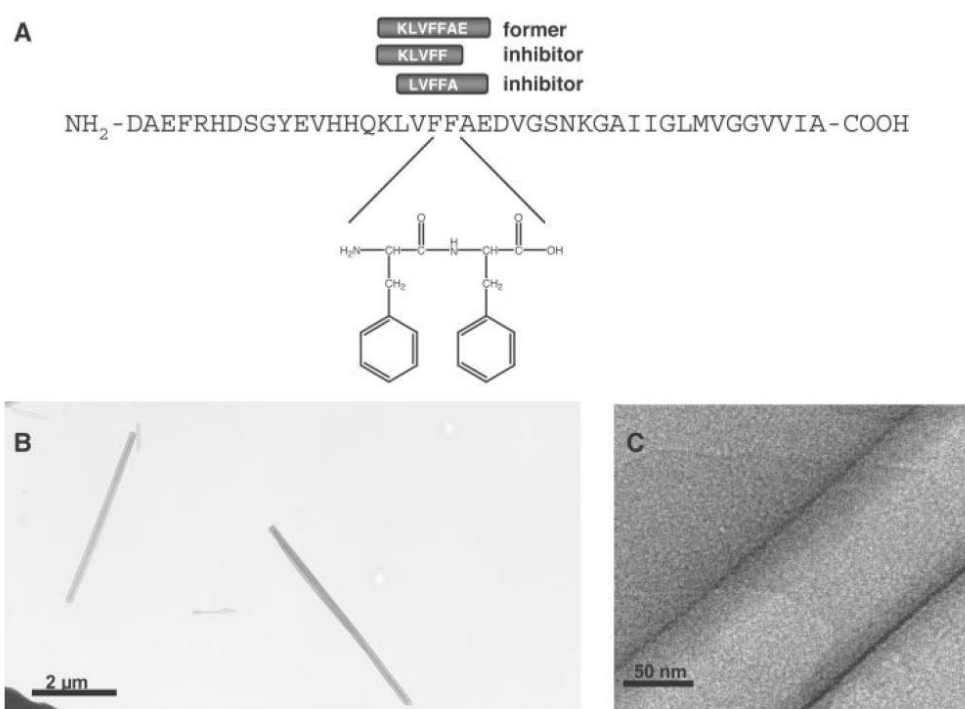 A
KLVFFAE former
KLVFF inhibitor
LVFFA inhibitor
NH2-DAEFRHDSGYEVHHQKLVFFAEDVGSNKGAIIGLMVGGVVIA-COOH
O H O
H2N CH C N CH C OH
CH2 CH2
B
2 μm
C
50 nm